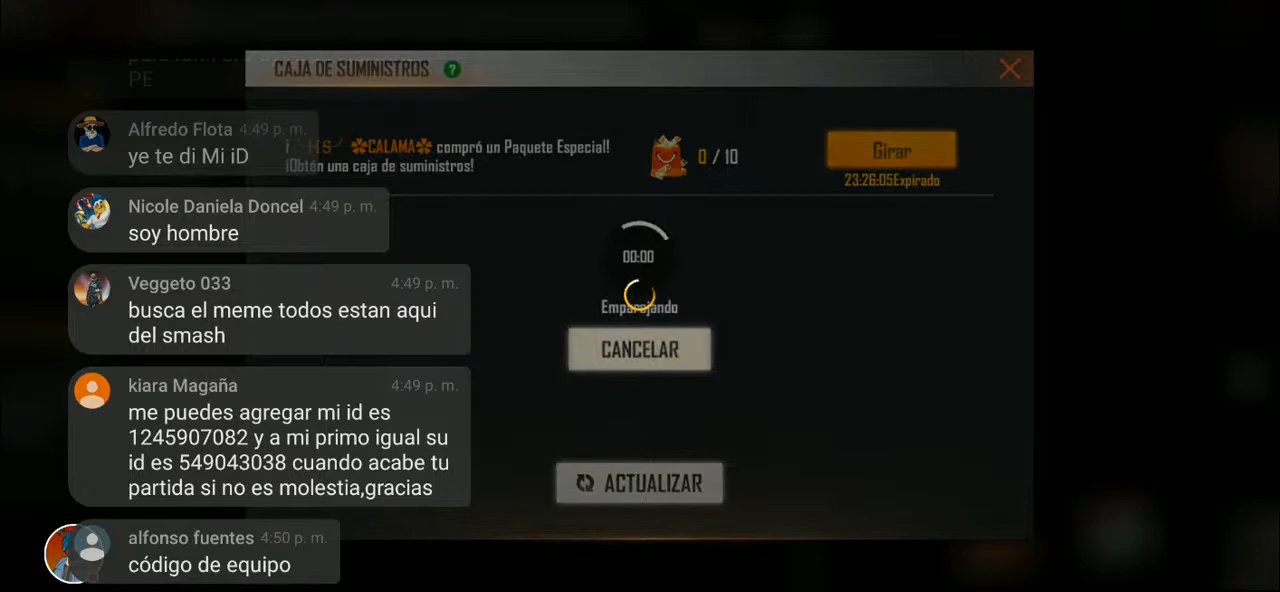 PE
CAJA DE SUMINISTROS ?
Alfredo Flota 4:49 p. m.
ye te di Mi iD
¡ HS CALAMA compró un Paquete Especial!
¡Obtén una caja de suministros!
0 / 10
Girar
23:26:05Expirado
Nicole Daniela Doncel 4:49 p. m.
soy hombre
Veggeto 033 4:49 p. m.
busca el meme todos estan aqui
del smash
00:00
Emparejando
CANCELAR
kiara Magaña 4:49 p. m.
me puedes agregar mi id es
1245907082 y a mi primo igual su
id es 549043038 cuando acabe tu
partida si no es molestia,gracias
ACTUALIZAR
alfonso fuentes 4:50 p. m.
código de equipo